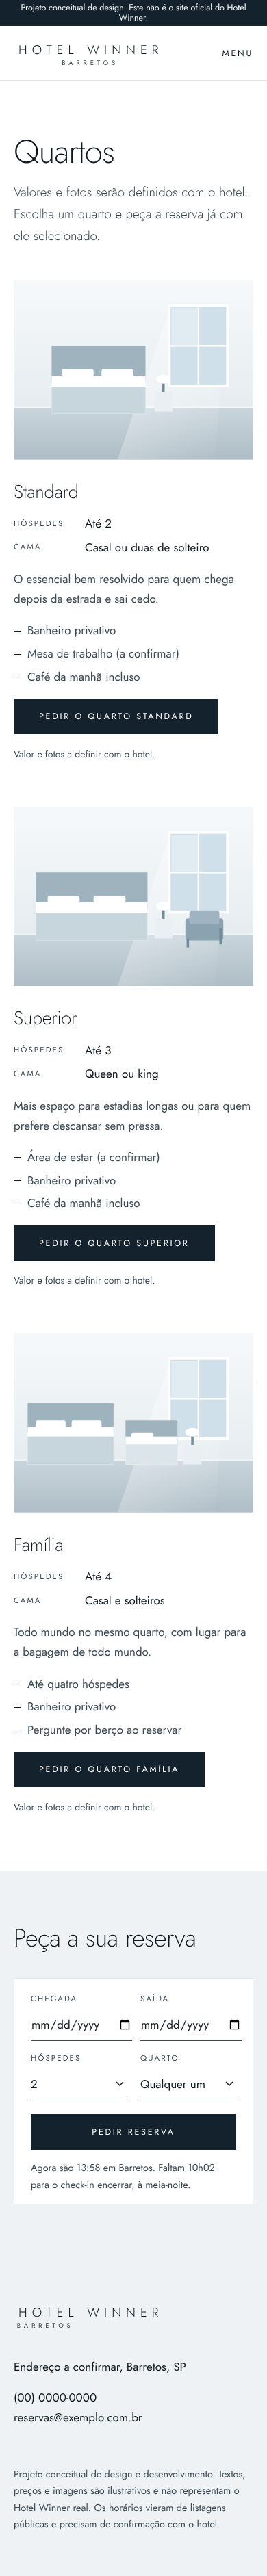 Projeto conceitual de design. Este não é o site oficial do Hotel
Winner.
HOTEL WINNER
BARRETOS
MENU
Quartos
Valores e fotos serão definidos com o hotel.
Escolha um quarto e peça a reserva já com
ele selecionado.
Standard
HÓSPEDES Até 2
CAMA Casal ou duas de solteiro
O essencial bem resolvido para quem chega
depois da estrada e sai cedo.
– Banheiro privativo
– Mesa de trabalho (a confirmar)
– Café da manhã incluso
PEDIR O QUARTO STANDARD
Valor e fotos a definir com o hotel.
Superior
HÓSPEDES Até 3
CAMA Queen ou king
Mais espaço para estadias longas ou para quem
prefere descansar sem pressa.
– Área de estar (a confirmar)
– Banheiro privativo
– Café da manhã incluso
PEDIR O QUARTO SUPERIOR
Valor e fotos a definir com o hotel.
Família
HÓSPEDES Até 4
CAMA Casal e solteiros
Todo mundo no mesmo quarto, com lugar para
a bagagem de todo mundo.
– Até quatro hóspedes
– Banheiro privativo
– Pergunte por berço ao reservar
PEDIR O QUARTO FAMÍLIA
Valor e fotos a definir com o hotel.
Peça a sua reserva
CHEGADA SAÍDA
mm/dd/yyyy mm/dd/yyyy
HÓSPEDES QUARTO
2 Qualquer um
PEDIR RESERVA
Agora são 13:58 em Barretos. Faltam 10h02
para o check-in encerrar, à meia-noite.
HOTEL WINNER
BARRETOS
Endereço a confirmar, Barretos, SP
(00) 0000-0000
reservas@exemplo.com.br
Projeto conceitual de design e desenvolvimento. Textos,
preços e imagens são ilustrativos e não representam o
Hotel Winner real. Os horários vieram de listagens
públicas e precisam de confirmação com o hotel.